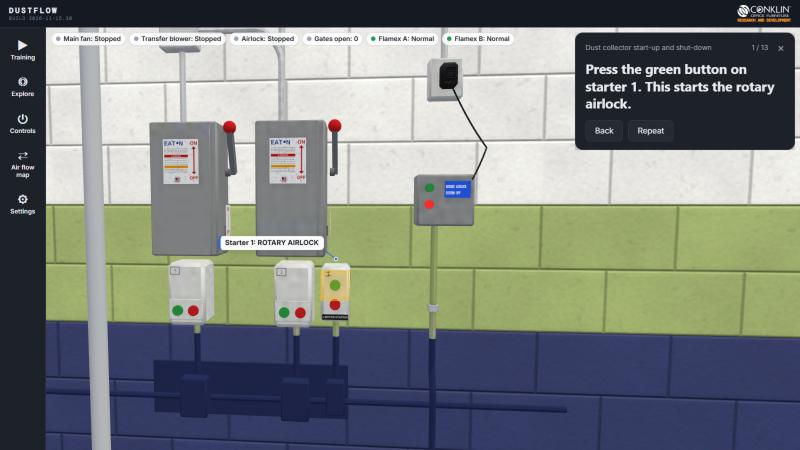 DUSTFLOW
BUILD 2026-11-15.10
CONKLIN
OFFICE FURNITURE
RESEARCH AND DEVELOPMENT
Main fan: Stopped
Transfer blower: Stopped
Airlock: Stopped
Gates open: 0
Flamex A: Normal
Flamex B: Normal
Training
Explore
Controls
Air flow
map
Settings
Dust collector start-up and shut-down
1 / 13
Press the green button on
starter 1. This starts the rotary
airlock.
Back
Repeat
EAT•N
ON
OFF
EAT•N
ON
OFF
Starter 1: ROTARY AIRLOCK
1
2